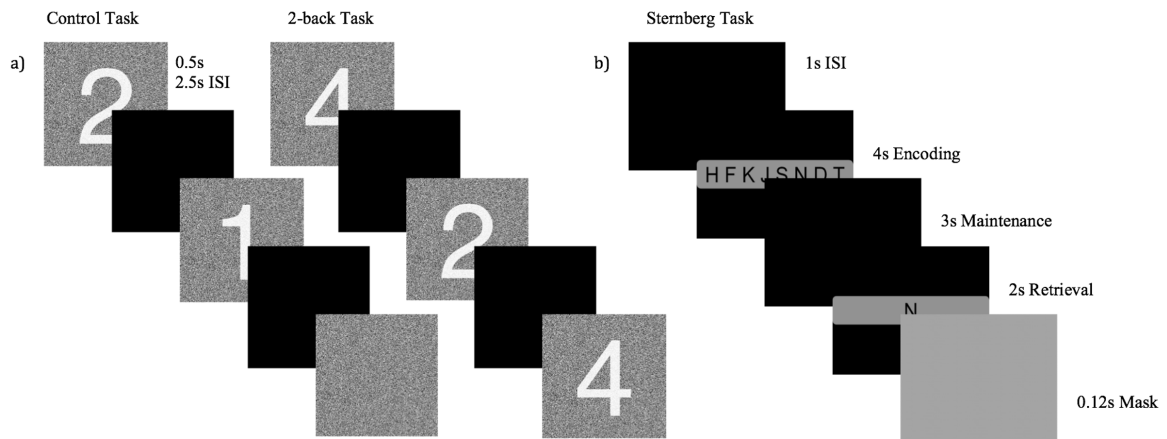 Control Task
2-back Task
Sternberg Task
a)
2
0.5s
2.5s ISI
4
b)
1s ISI
4s Encoding
H F K J S N D T
1
2
3s Maintenance
2s Retrieval
N
4
0.12s Mask